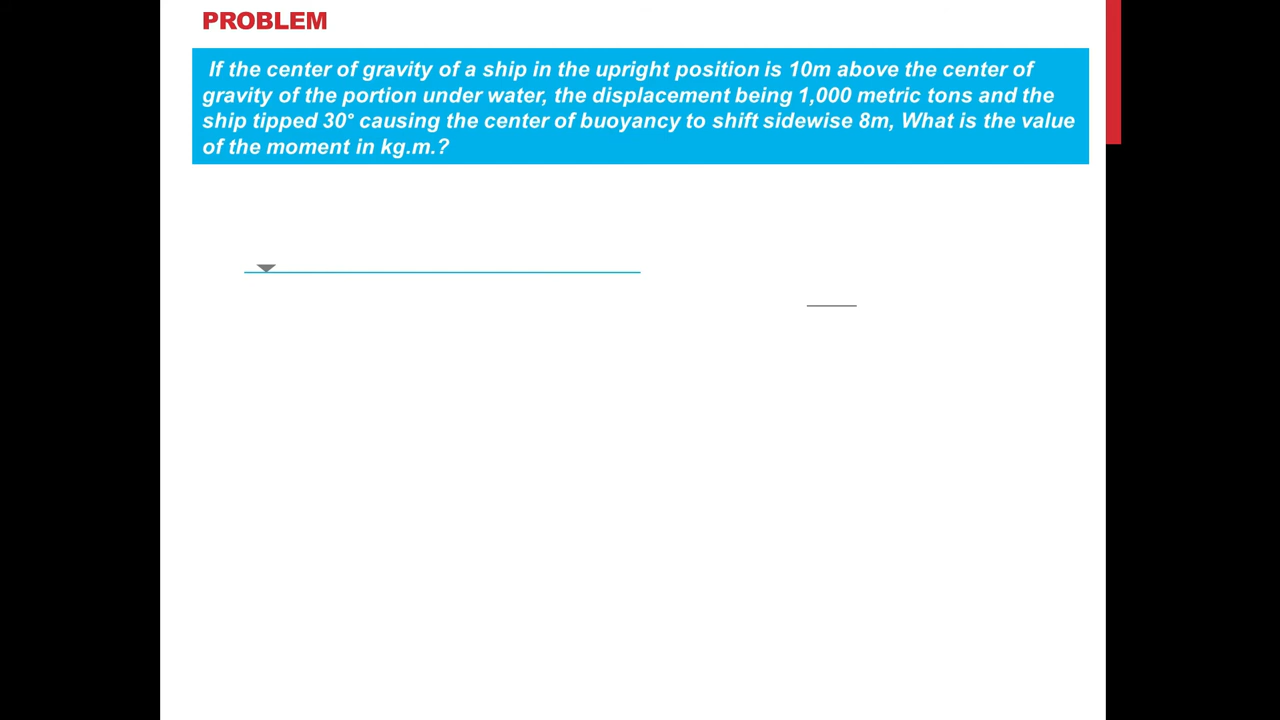 PROBLEM
If the center of gravity of a ship in the upright position is 10m above the center of
gravity of the portion under water, the displacement being 1,000 metric tons and the
ship tipped 30° causing the center of buoyancy to shift sidewise 8m, What is the value
of the moment in kg.m.?